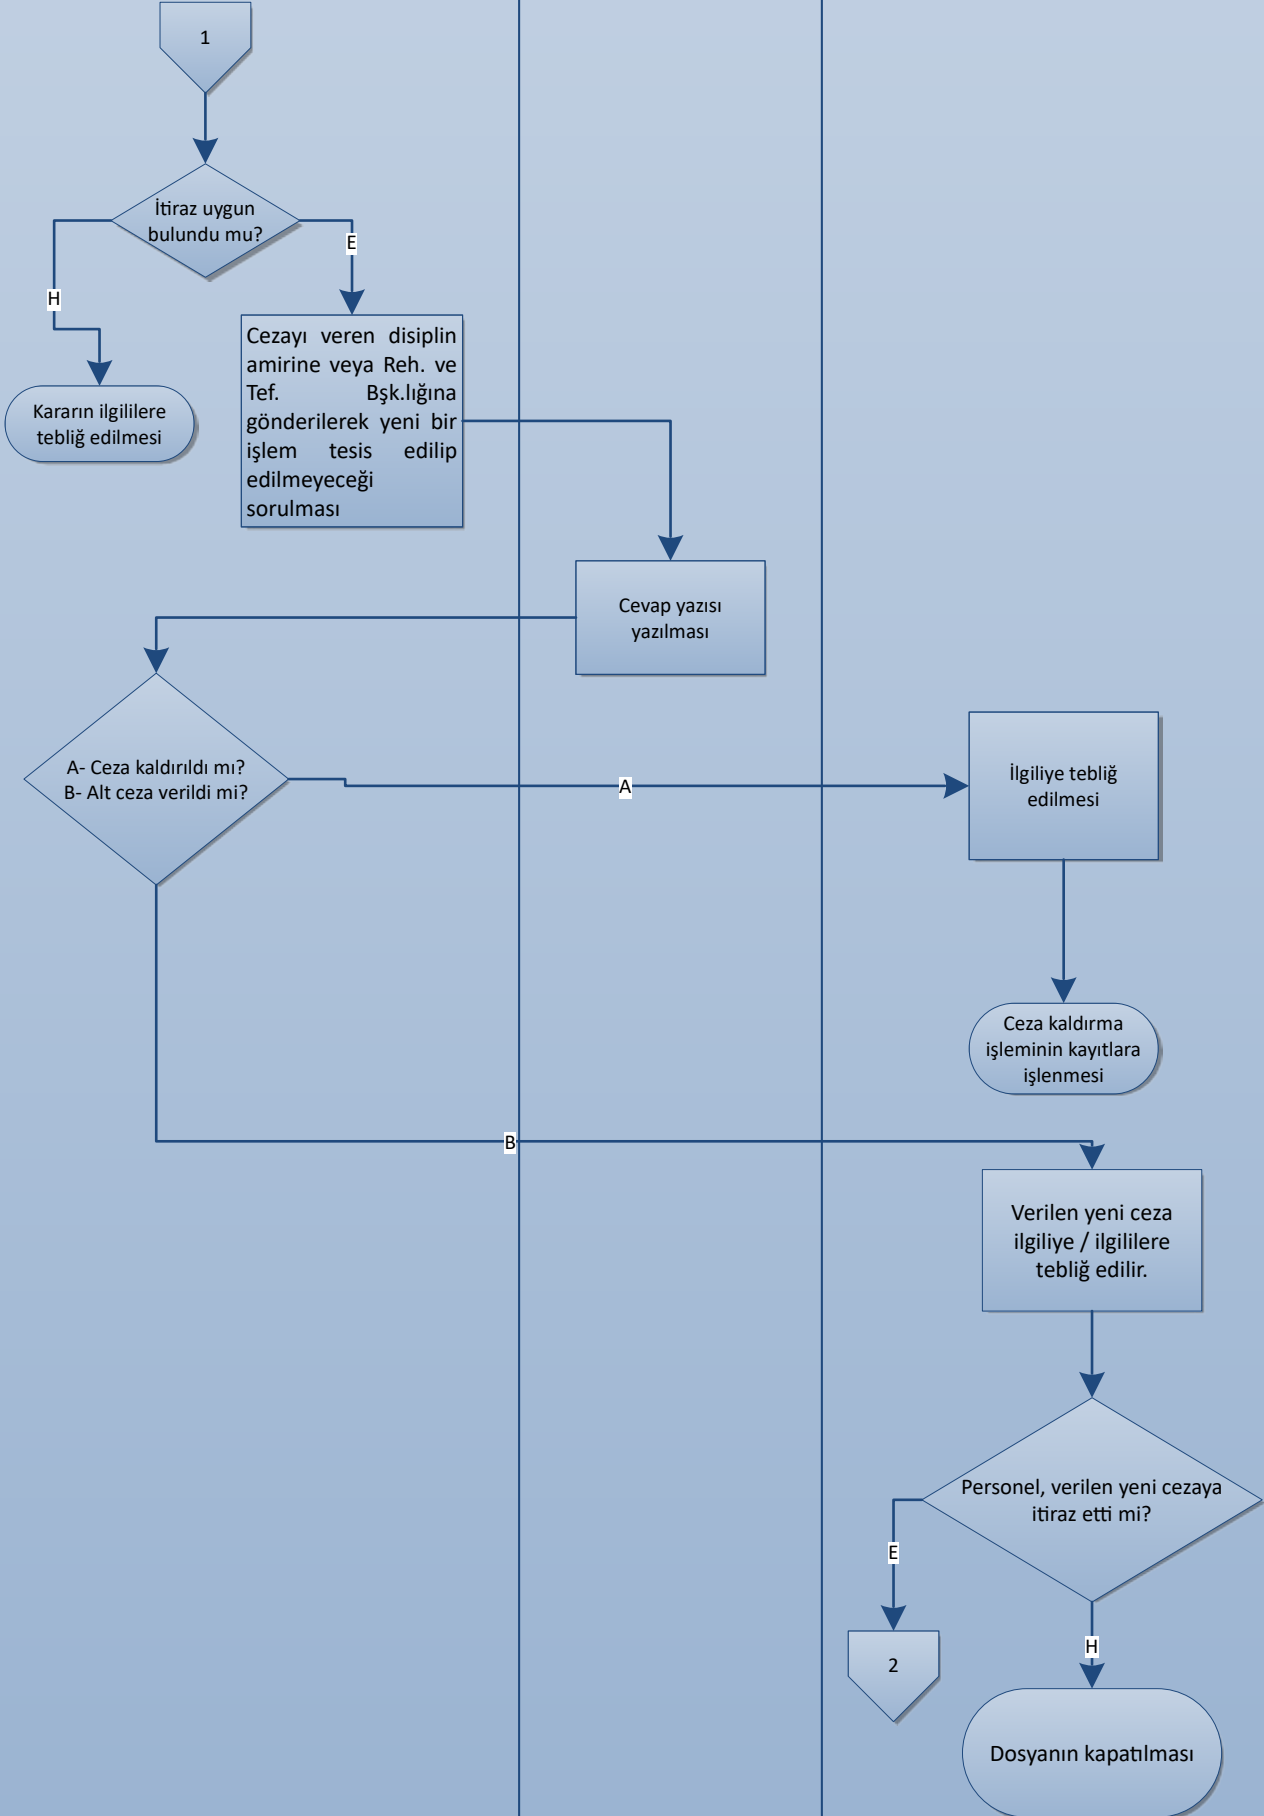 1
İtiraz uygun
bulundu mu?
E
H
Cezayı veren disiplin
amirine veya Reh. ve
Tef. Bşk.lığına
gönderilerek yeni bir
işlem tesis edilip
edilmeyeceği
sorulması
Kararın ilgililere
tebliğ edilmesi
Cevap yazısı
yazılması
A- Ceza kaldırıldı mı?
B- Alt ceza verildi mi?
A
İlgiliye tebliğ
edilmesi
Ceza kaldırma
işleminin kayıtlara
işlenmesi
B
Verilen yeni ceza
ilgiliye / ilgililere
tebliğ edilir.
Personel, verilen yeni cezaya
itiraz etti mi?
E
H
2
Dosyanın kapatılması